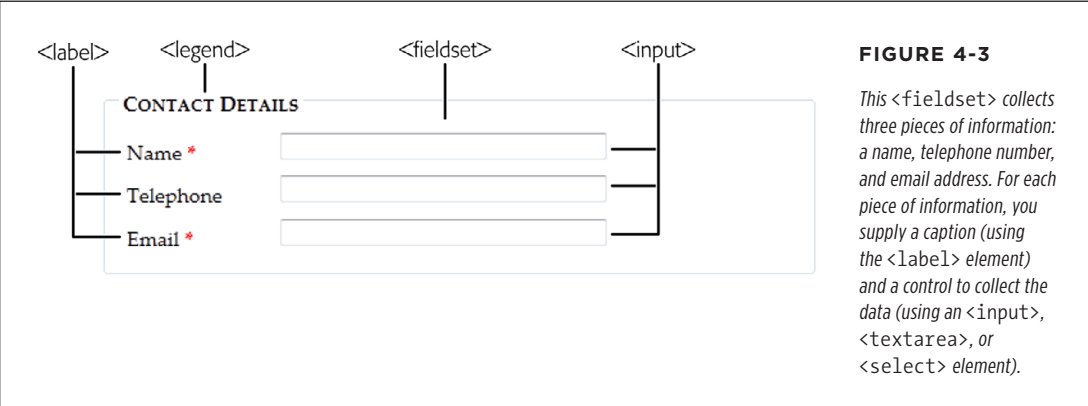 <label>
<legend>
<fieldset>
<input>
CONTACT DETAILS
Name *
Telephone
Email *
FIGURE 4-3
This <fieldset> collects
three pieces of information:
a name, telephone number,
and email address. For each
piece of information, you
supply a caption (using
the <label> element)
and a control to collect the
data (using an <input>,
<textarea>, or
<select> element).